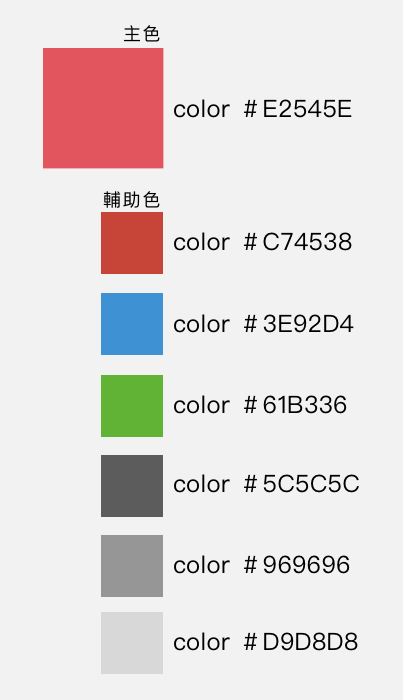 主色
color # E2545E
輔助色
color # C74538
color # 3E92D4
color # 61B336
color # 5C5C5C
color # 969696
color # D9D8D8